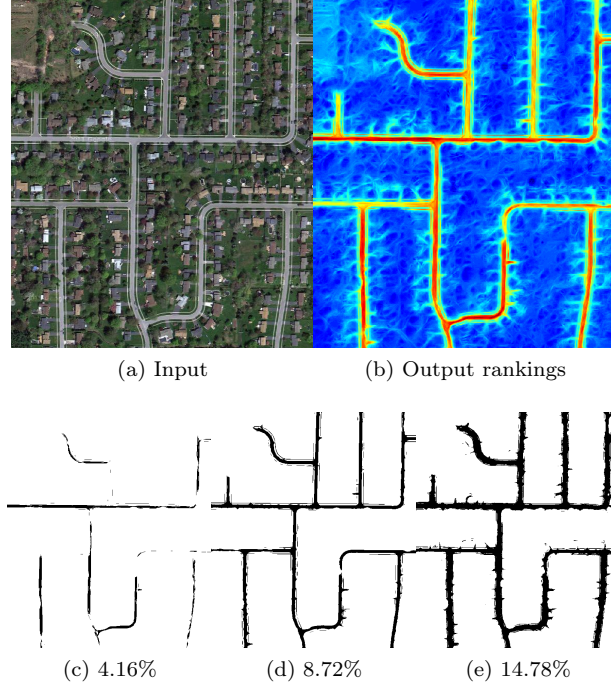 (a) Input
(b) Output rankings
(c) 4.16%
(d) 8.72%
(e) 14.78%